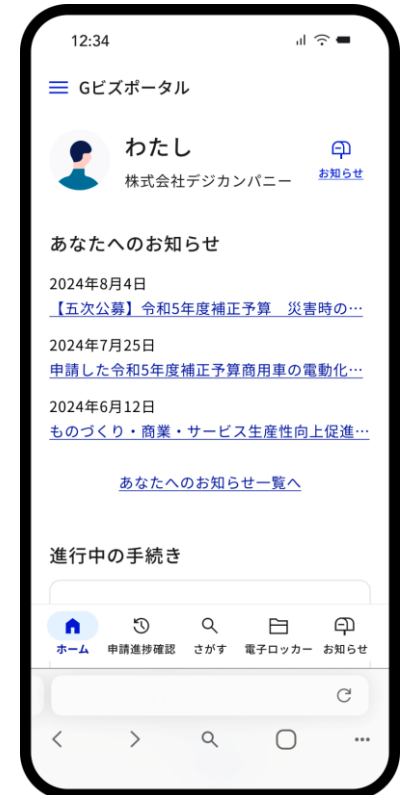 12:34
Gビズポータル
わたし
株式会社デジカンパニー
お知らせ
あなたへのお知らせ
2024年8月4日
【五次公募】令和5年度補正予算　災害時の…
2024年7月25日
申請した令和5年度補正予算商用車の電動化…
2024年6月12日
ものづくり・商業・サービス生産性向上促進…
あなたへのお知らせ一覧へ
進行中の手続き
ホーム 申請進捗確認 さがす 電子ロッカー お知らせ